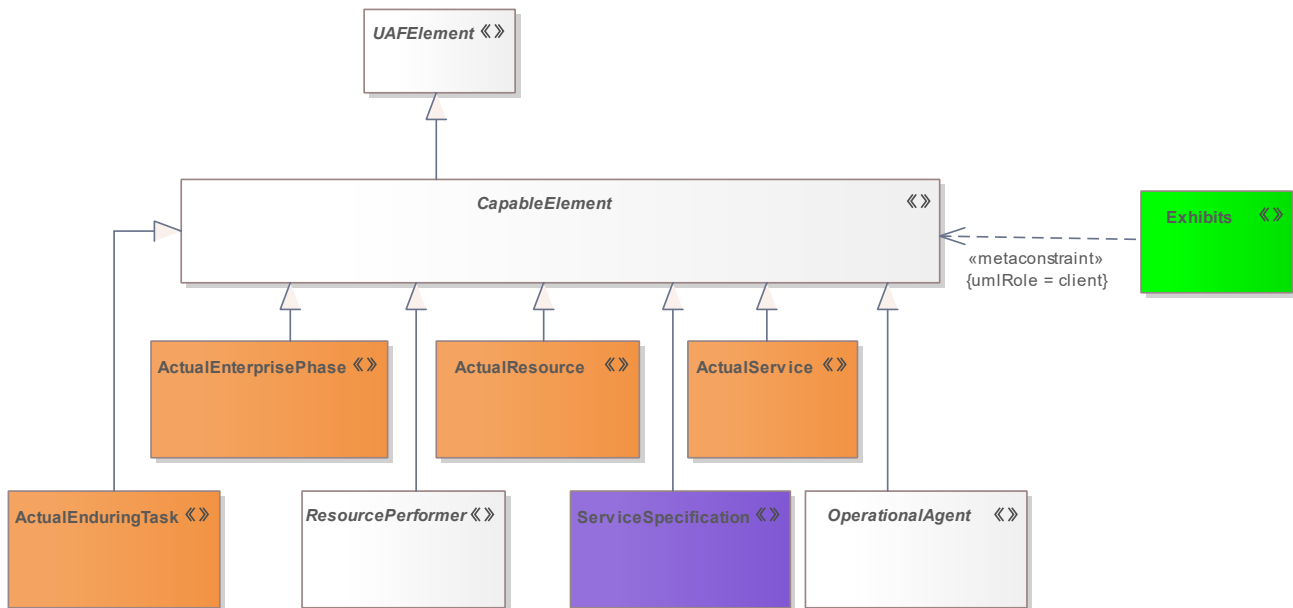 UAFElement «»
CapableElement «»
Exhibits «»
«metaconstraint»
{umlRole = client}
ActualEnterprisePhase «»
ActualResource «»
ActualService «»
ActualEnduringTask «»
ResourcePerformer «»
ServiceSpecification «»
OperationalAgent «»